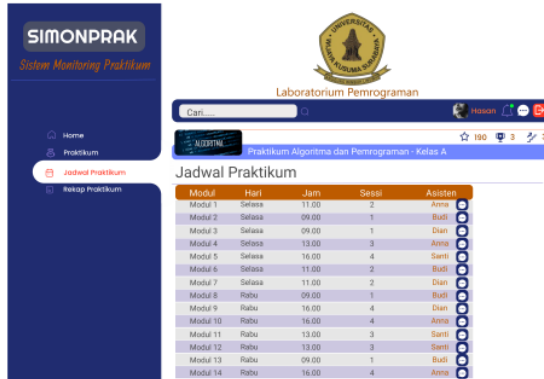 SIMONPRAK
Sistem Monitoring Praktikum
Home
Praktikum
Jadwal Praktikum
Rekap Praktikum
UNIVERSITAS
WIJAYA KUSUMA SURABAYA
Laboratorium Pemrograman
Cari.....
Hasan
ALGORITMA
190
3
Praktikum Algoritma dan Pemrograman - Kelas A
Jadwal Praktikum
Modul Hari Jam Sessi Asisten
Modul 1 Selasa 11.00 2 Anna
Modul 2 Selasa 09.00 1 Budi
Modul 3 Selasa 09.00 1 Dian
Modul 4 Selasa 13.00 3 Anna
Modul 5 Selasa 16.00 4 Santi
Modul 6 Selasa 11.00 2 Budi
Modul 7 Selasa 11.00 2 Dian
Modul 8 Rabu 09.00 1 Budi
Modul 9 Rabu 16.00 4 Dian
Modul 10 Rabu 16.00 4 Anna
Modul 11 Rabu 13.00 3 Santi
Modul 12 Rabu 13.00 3 Santi
Modul 13 Rabu 09.00 1 Budi
Modul 14 Rabu 16.00 4 Anna